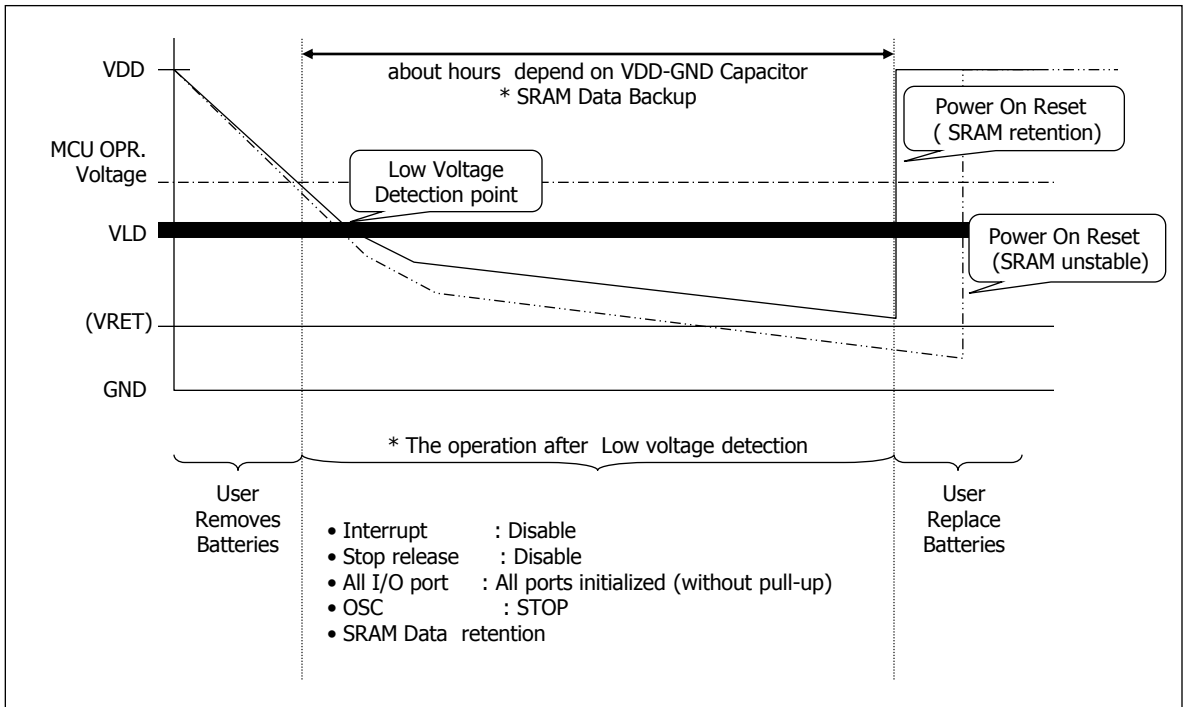 about hours depend on VDD-GND Capacitor
* SRAM Data Backup
VDD
Power On Reset
( SRAM retention)
MCU OPR.
Voltage
Low Voltage
Detection point
VLD
Power On Reset
(SRAM unstable)
(VRET)
GND
* The operation after Low voltage detection
User
Removes
Batteries
• Interrupt : Disable
• Stop release : Disable
• All I/O port : All ports initialized (without pull-up)
• OSC : STOP
• SRAM Data retention
User
Replace
Batteries